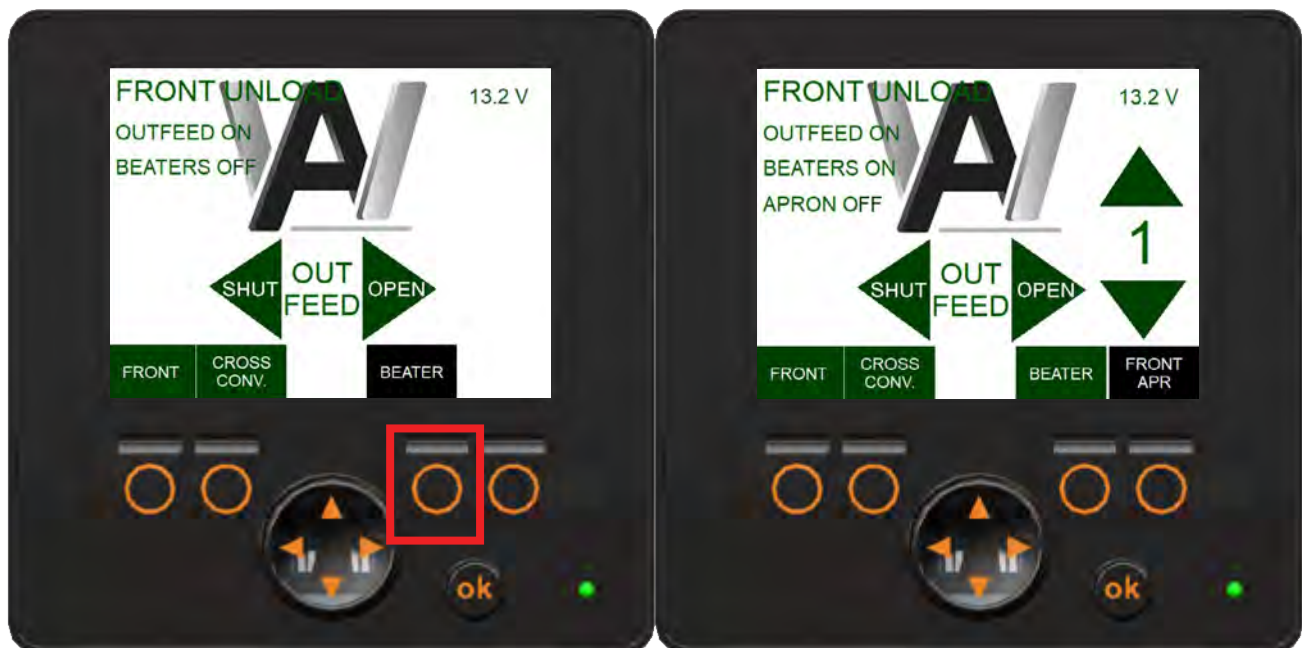 FRONT UNLOAD
13.2 V
OUTFEED ON
BEATERS OFF
SHUT
OUT
FEED
OPEN
FRONT
CROSS
CONV.
BEATER
ok
FRONT UNLOAD
13.2 V
OUTFEED ON
BEATERS ON
APRON OFF
1
SHUT
OUT
FEED
OPEN
FRONT
CROSS
CONV.
BEATER
FRONT
APR
ok